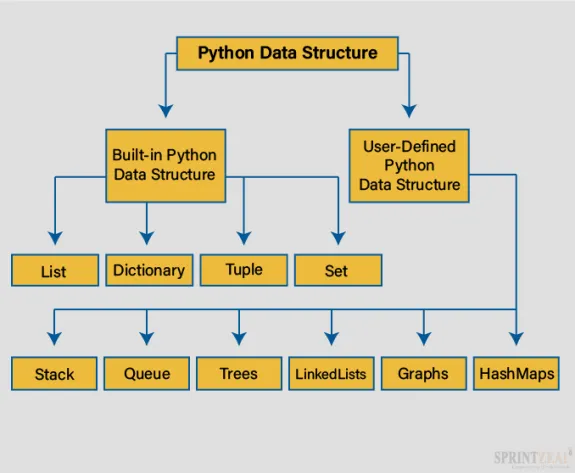 Python Data Structure
Built-in Python
Data Structure
User-Defined
Python
Data Structure
List
Dictionary
Tuple
Set
Stack
Queue
Trees
LinkedLists
Graphs
HashMaps
SPRINTZEAL